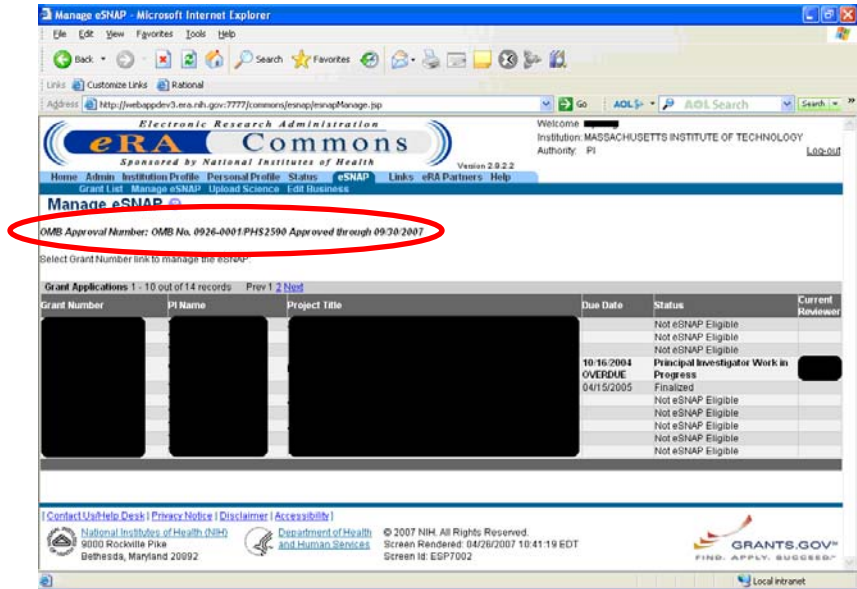 Manage eSNAP - Microsoft Internet Explorer
File Edit View Favorites Tools Help
Back Search Favorites
Links Customize Links Rational
Address http://webappdev3.era.nih.gov:7777/commons/esnap/esnapManage.jsp Go AOL AOL Search Search
Electronic Research Administration
eRA Commons
Sponsored by National Institutes of Health Version 2.9.2.2
Welcome
Institution: MASSACHUSETTS INSTITUTE OF TECHNOLOGY
Authority: PI Log-out
Home Admin Institution Profile Personal Profile Status eSNAP Links eRA Partners Help
Grant List Manage eSNAP Upload Science Edit Business
Manage eSNAP
OMB Approval Number: OMB No. 0926-0001/PHS2590 Approved through 09/30/2007
Select Grant Number link to manage the eSNAP.
Grant Applications 1 - 10 out of 14 records Prev 1 2 Next
Grant Number PI Name Project Title Due Date Status Current Reviewer
Not eSNAP Eligible
Not eSNAP Eligible
Not eSNAP Eligible
10/16/2004 OVERDUE Principal Investigator Work in Progress
04/15/2005 Finalized
Not eSNAP Eligible
Not eSNAP Eligible
Not eSNAP Eligible
Not eSNAP Eligible
Not eSNAP Eligible
[ Contact Us/Help Desk | Privacy Notice | Disclaimer | Accessibility ]
National Institutes of Health (NIH)
9000 Rockville Pike
Bethesda, Maryland 20892
Department of Health
and Human Services
© 2007 NIH. All Rights Reserved.
Screen Rendered: 04/26/2007 10:41:19 EDT
Screen Id: ESP7002
GRANTS.GOV℠
FIND. APPLY. SUCCEED.℠
Local intranet